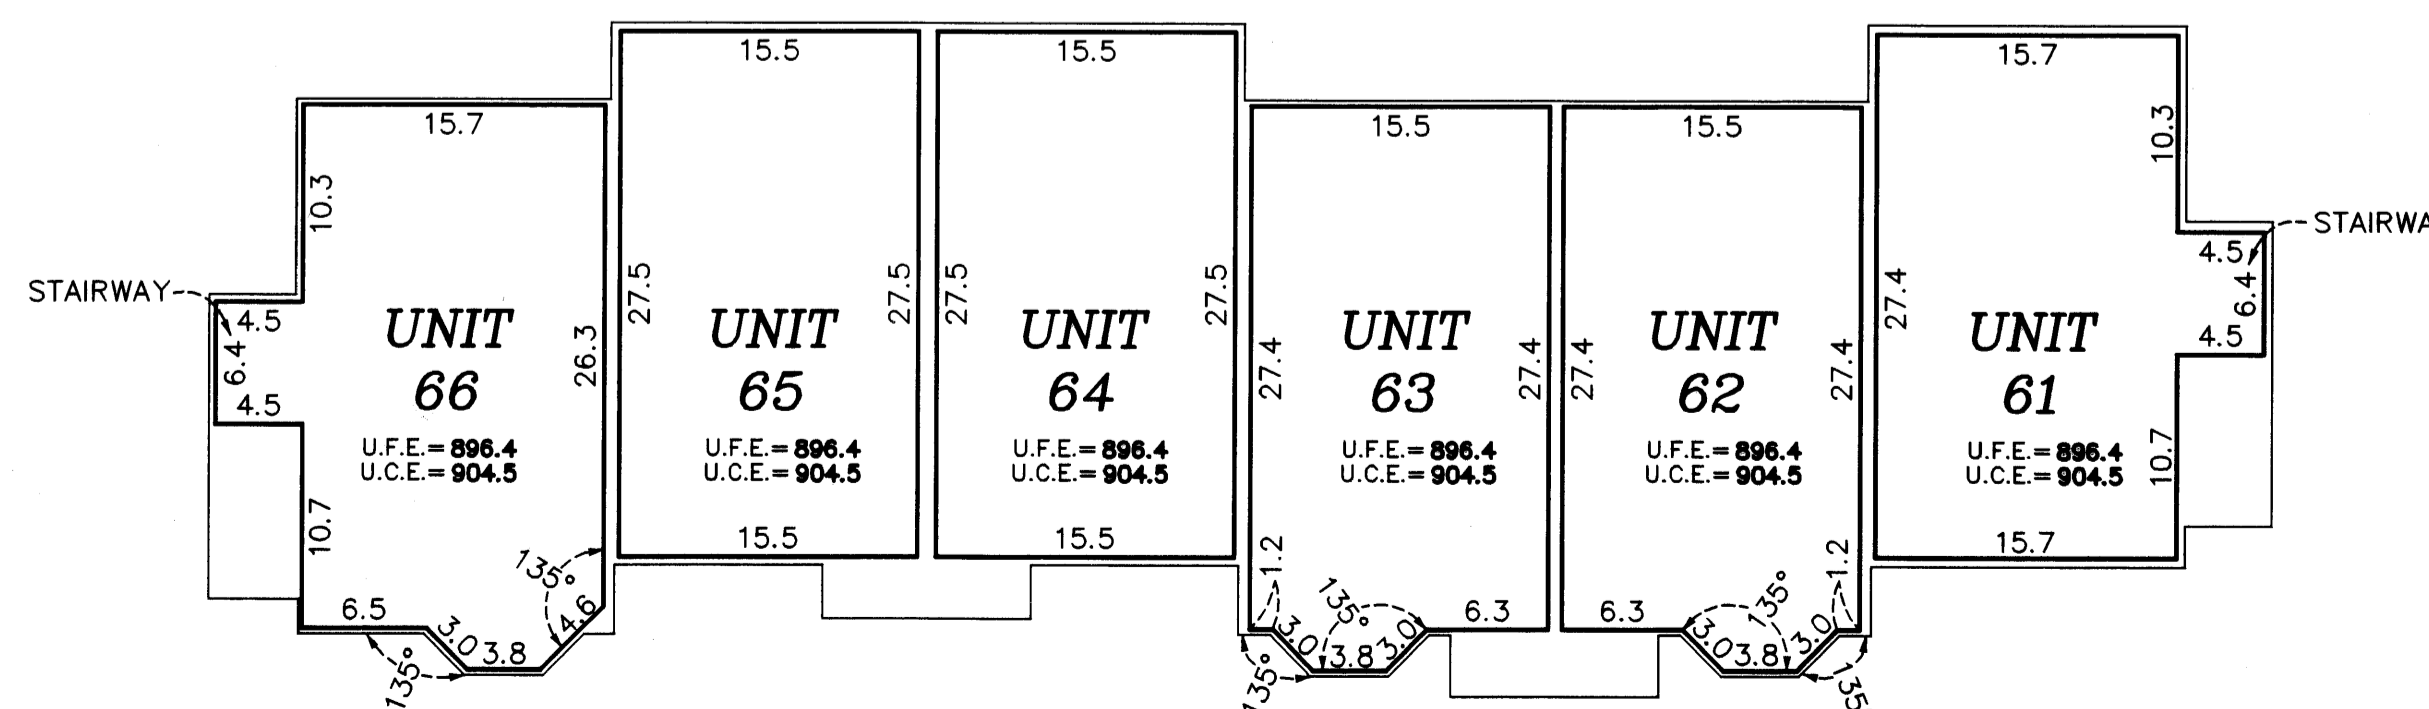 15.7
10.3
STAIRWAY
4.5
6.4
4.5
10.7
26.3
UNIT
66
U.F.E.= 896.4
U.C.E.= 904.5
135°
6.5
3.0
3.8
4.6
135°
15.5
27.5
27.5
UNIT
65
U.F.E.= 896.4
U.C.E.= 904.5
15.5
15.5
27.5
27.5
UNIT
64
U.F.E.= 896.4
U.C.E.= 904.5
15.5
15.5
27.4
27.4
UNIT
63
U.F.E.= 896.4
U.C.E.= 904.5
1.2
135°
6.3
3.0
3.8
3.0
135°
15.5
27.4
27.4
UNIT
62
U.F.E.= 896.4
U.C.E.= 904.5
1.2
6.3
135°
3.0
3.8
3.0
135
15.7
10.3
STAIRWA
4.5
6.4
4.5
27.4
UNIT
61
U.F.E.= 896.4
U.C.E.= 904.5
10.7
15.7